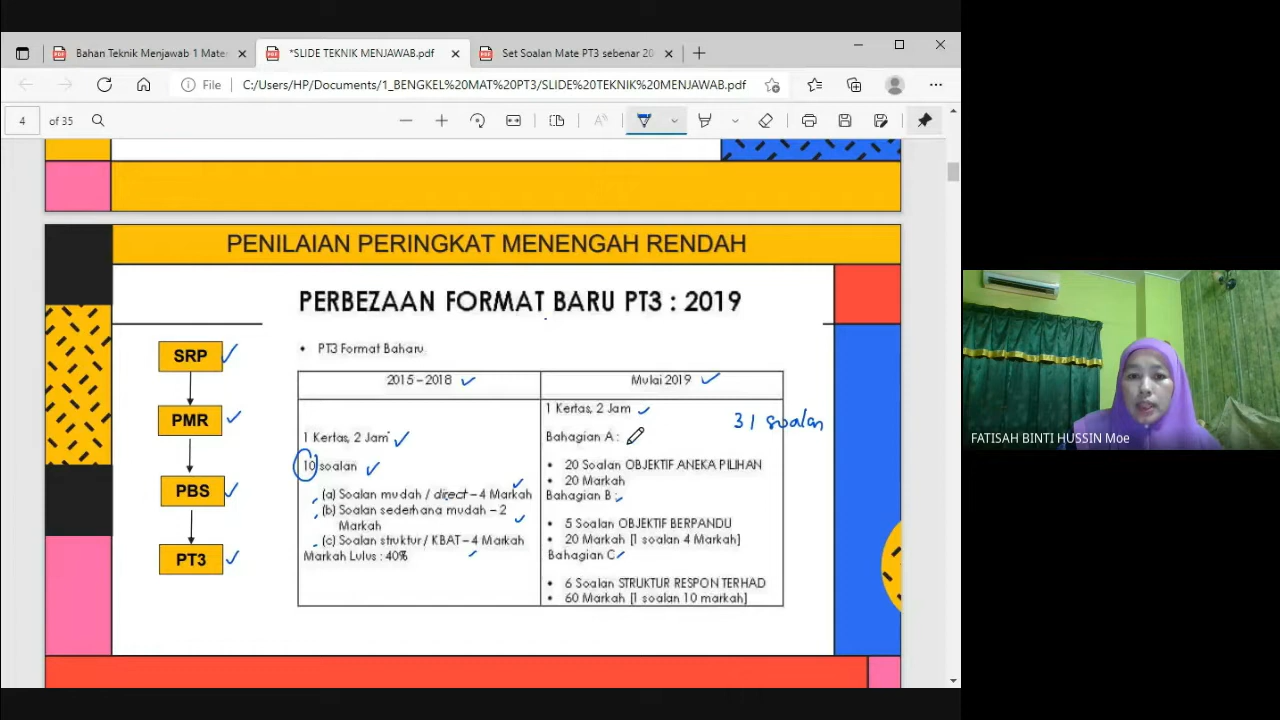 Bahan Teknik Menjawab 1 Mate
*SLIDE TEKNIK MENJAWAB.pdf
Set Soalan Mate PT3 sebenar 20
File
C:/Users/HP/Documents/1_BENGKEL%20MAT%20PT3/SLIDE%20TEKNIK%20MENJAWAB.pdf
4 of 35
PENILAIAN PERINGKAT MENENGAH RENDAH
PERBEZAAN FORMAT BARU PT3 : 2019
• PT3 Format Baharu
SRP
PMR
PBS
PT3
2015 – 2018
1 Kertas, 2 Jam
10 soalan
(a) Soalan mudah / direct – 4 Markah
(b) Soalan sederhana mudah – 2
Markah
(c) Soalan struktur / KBAT – 4 Markah
Markah Lulus : 40%
Mulai 2019
1 Kertas, 2 Jam
31 soalan
Bahagian A :
• 20 Soalan OBJEKTIF ANEKA PILIHAN
• 20 Markah
Bahagian B :
• 5 Soalan OBJEKTIF BERPANDU
• 20 Markah [1 soalan 4 Markah]
Bahagian C
• 6 Soalan STRUKTUR RESPON TERHAD
• 60 Markah [1 soalan 10 markah]
FATISAH BINTI HUSSIN Moe